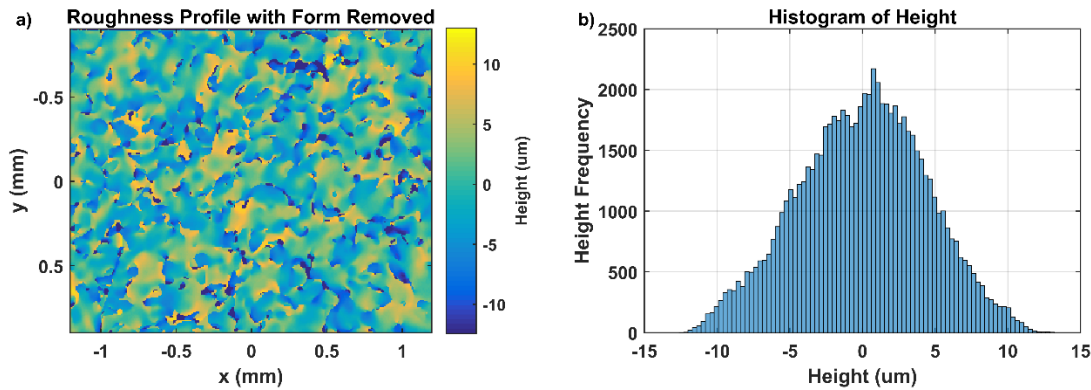 a) Roughness Profile with Form Removed
-0.5
0
0.5
y (mm)
-1 -0.5 0 0.5 1
x (mm)
10
5
0
-5
-10
Height (um)
b) Histogram of Height
2500
2000
1500
1000
500
0
Height Frequency
-15 -10 -5 0 5 10 15
Height (um)